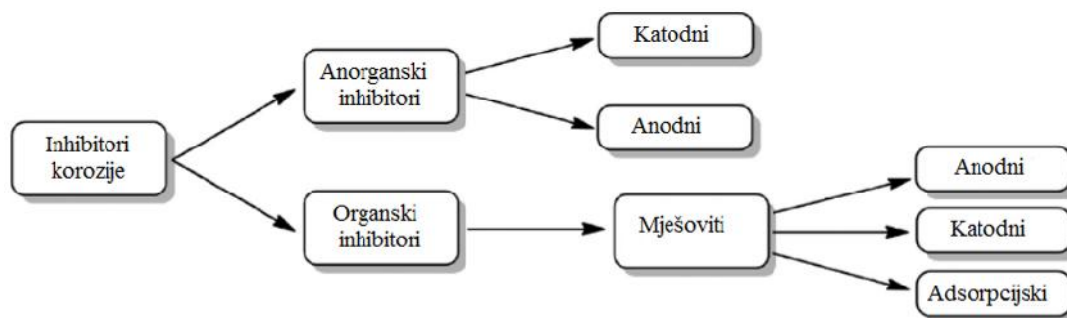 Katodni
Anorganski
inhibitori
Anodni
Inhibitori
korozije
Anodni
Organski
inhibitori
Mješoviti
Katodni
Adsorpcijski